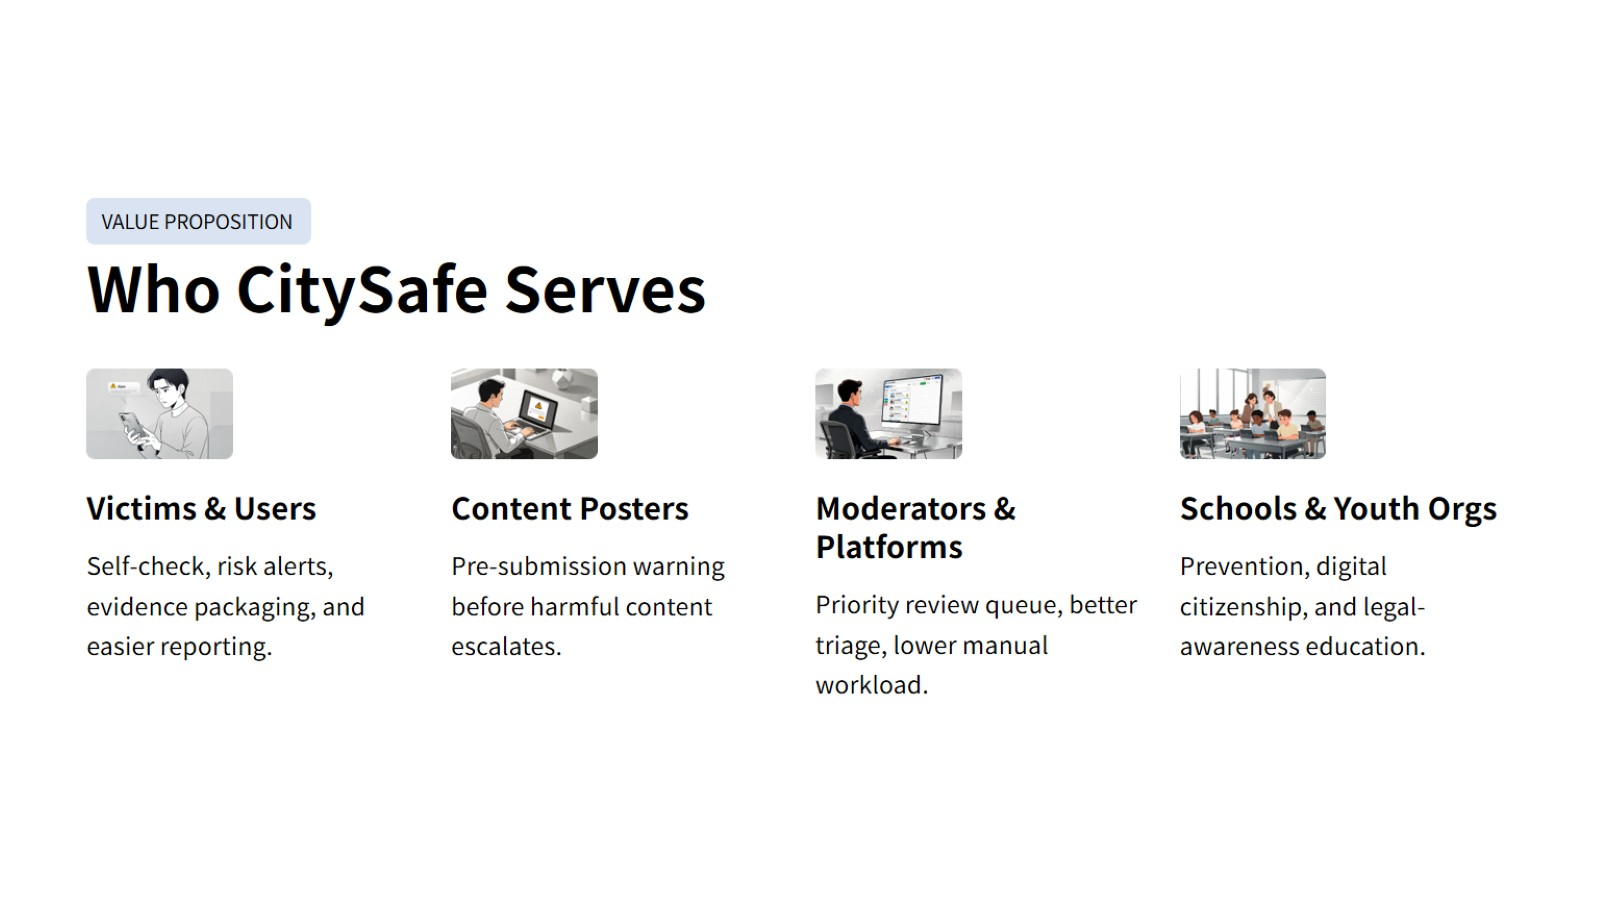 VALUE PROPOSITION
Who CitySafe Serves
Victims & Users
Self-check, risk alerts,
evidence packaging, and
easier reporting.
Content Posters
Pre-submission warning
before harmful content
escalates.
Moderators &
Platforms
Priority review queue, better
triage, lower manual
workload.
Schools & Youth Orgs
Prevention, digital
citizenship, and legal-
awareness education.